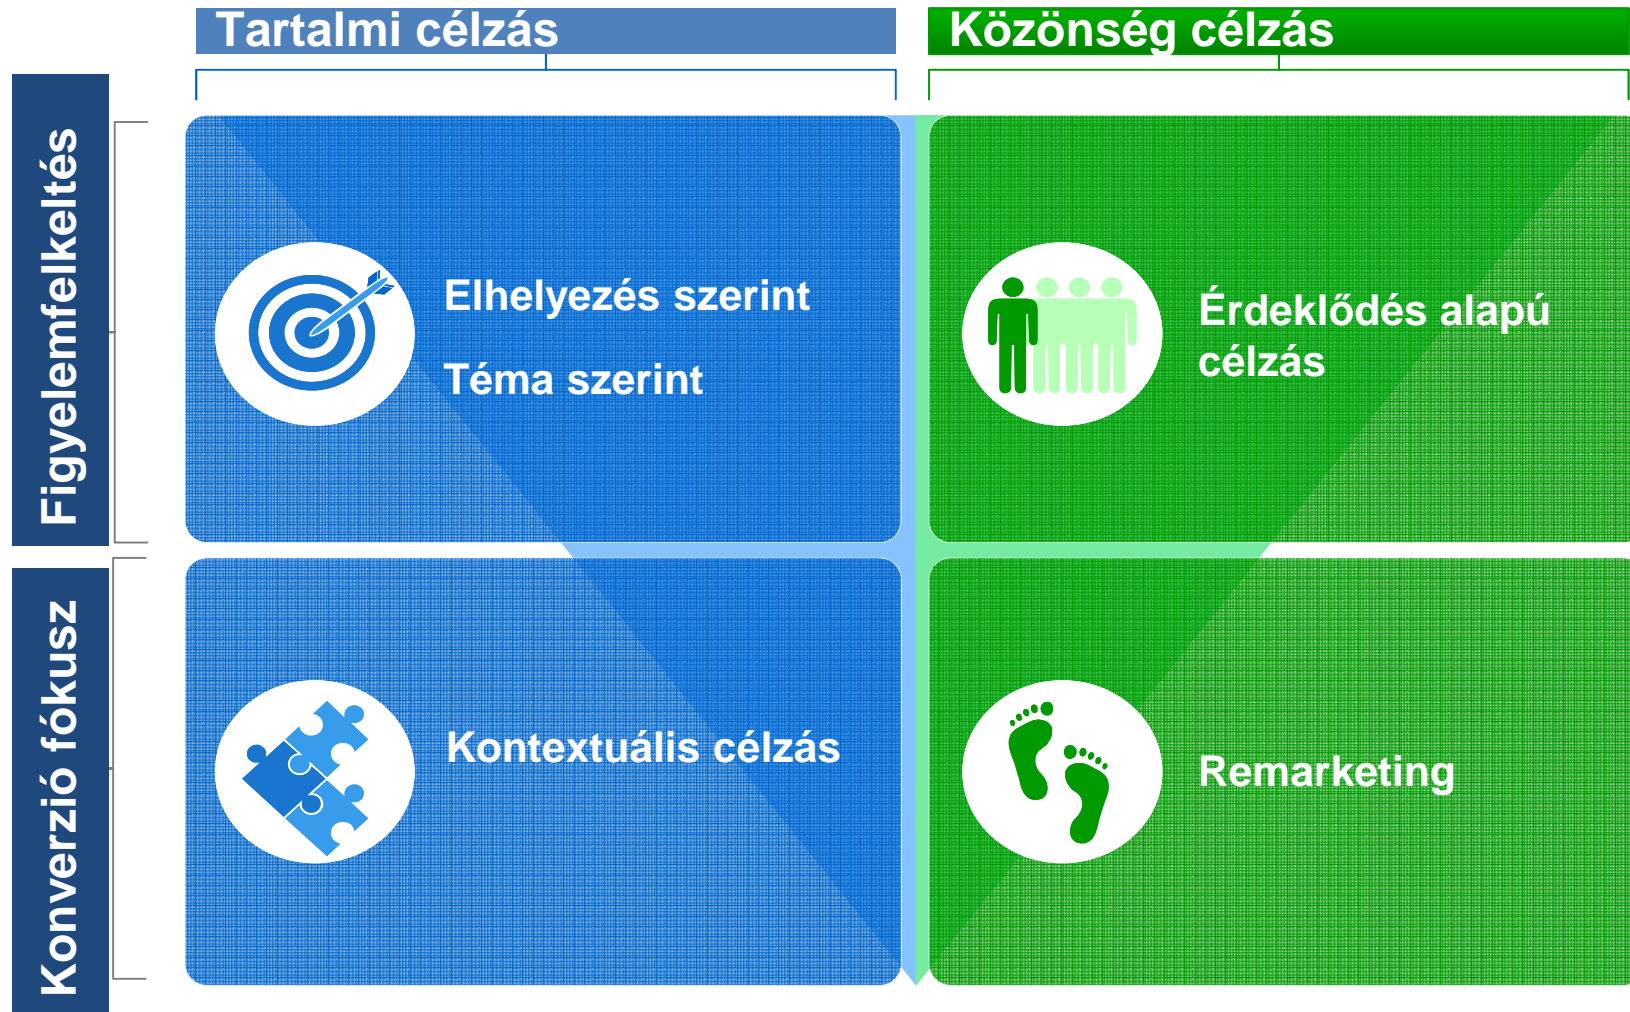 Tartalmi célzás
Közönség célzás
Figyelemfelkeltés
Elhelyezés szerint
Téma szerint
Érdeklődés alapú
célzás
Konverzió fókusz
Kontextuális célzás
Remarketing